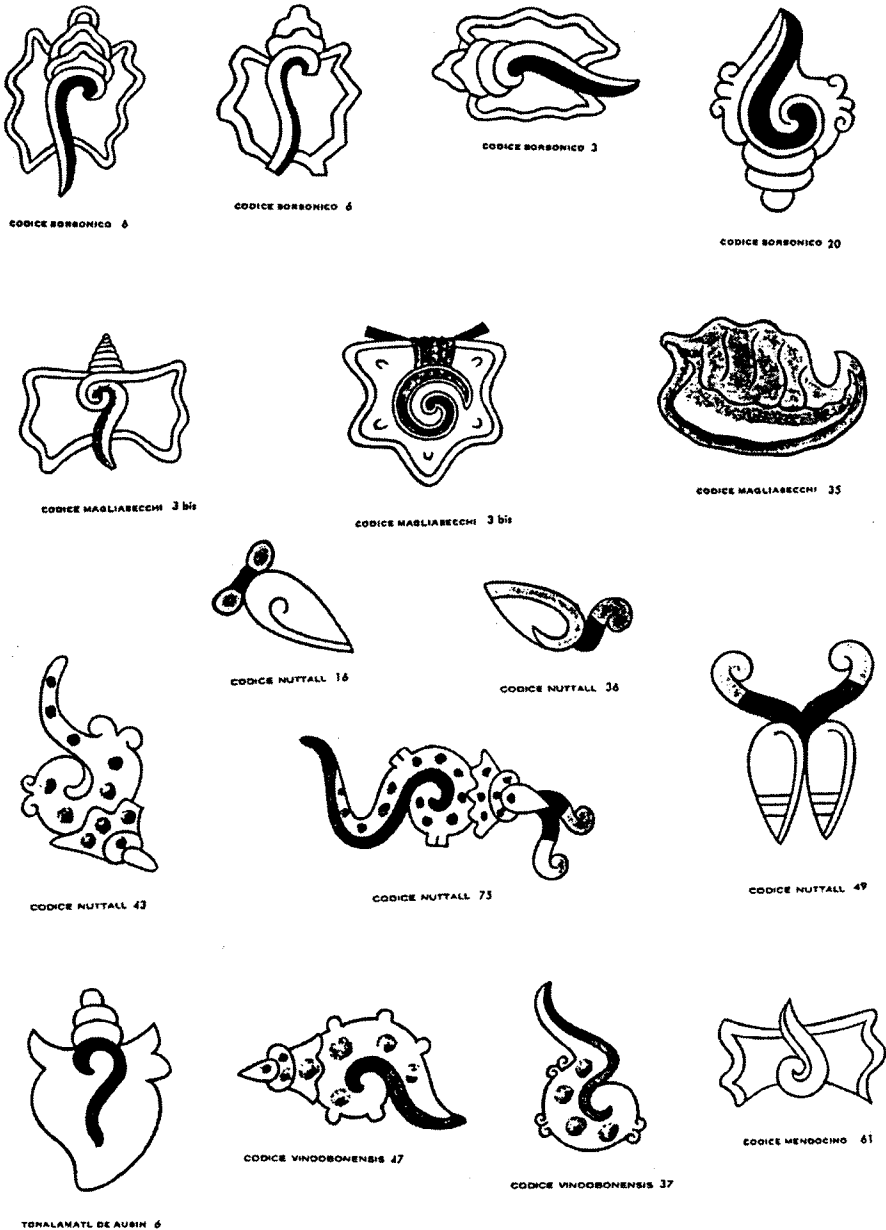 CODICE BORBONICO 6
CODICE BORBONICO 6
CODICE BORBONICO 3
CODICE BORBONICO 20
CODICE MAGLIABECCHI 3 bis
CODICE MAGLIABECCHI 3 bis
CODICE MAGLIABECCHI 35
CODICE NUTTALL 16
CODICE NUTTALL 36
CODICE NUTTALL 43
CODICE NUTTALL 75
CODICE NUTTALL 49
TONALAMATL DE AUBIN 6
CODICE VINDOBONENSIS 47
CODICE VINDOBONENSIS 37
CODICE MENDOCINO 61